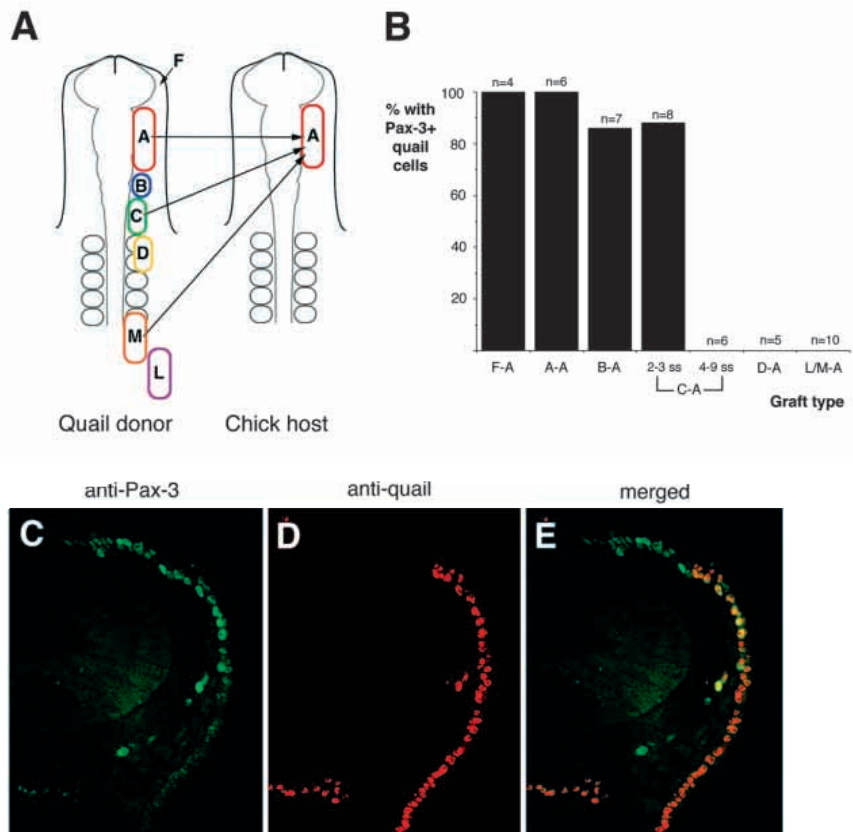 A
F
A
A
B
C
D
M
L
Quail donor
Chick host
B
% with
Pax-3+
quail
cells
100
80
60
40
20
n=4
n=6
n=7
n=8
n=6
n=5
n=10
F-A
A-A
B-A
2-3 ss
4-9 ss
D-A
L/M-A
C-A
Graft type
anti-Pax-3
anti-quail
merged
C
D
E